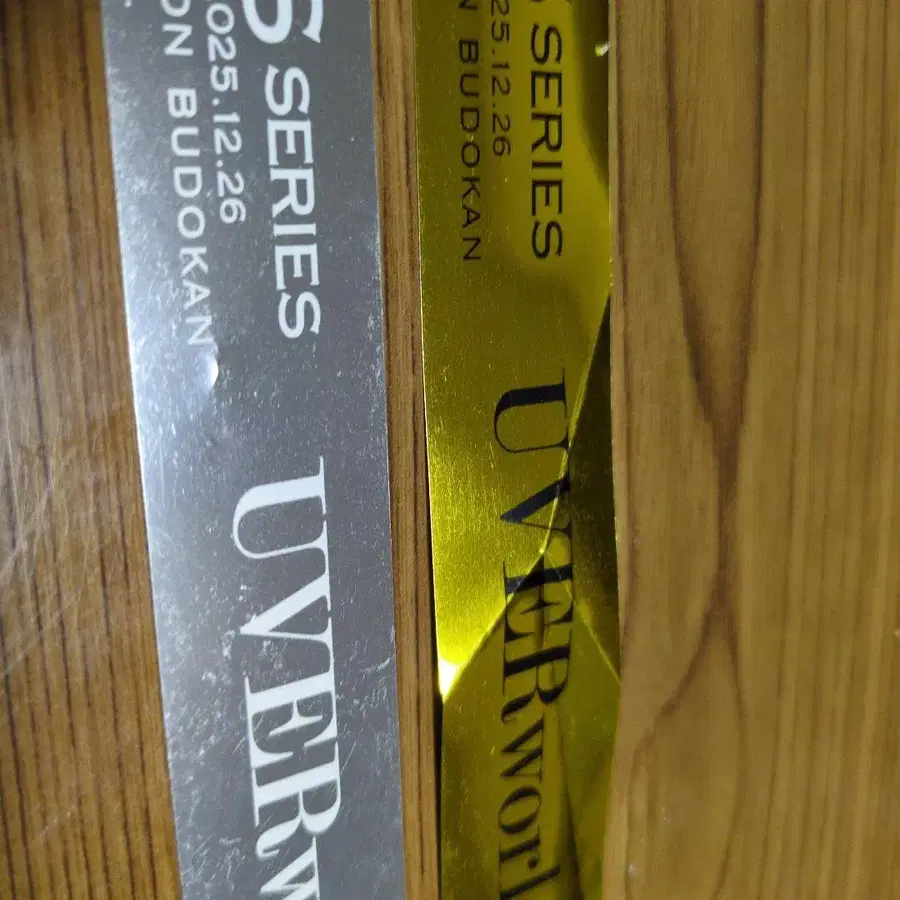 S SERIES
025.12.26
ON BUDOKAN
UVERw
SERIES
25.12.26
N BUDOKAN
UVERworl